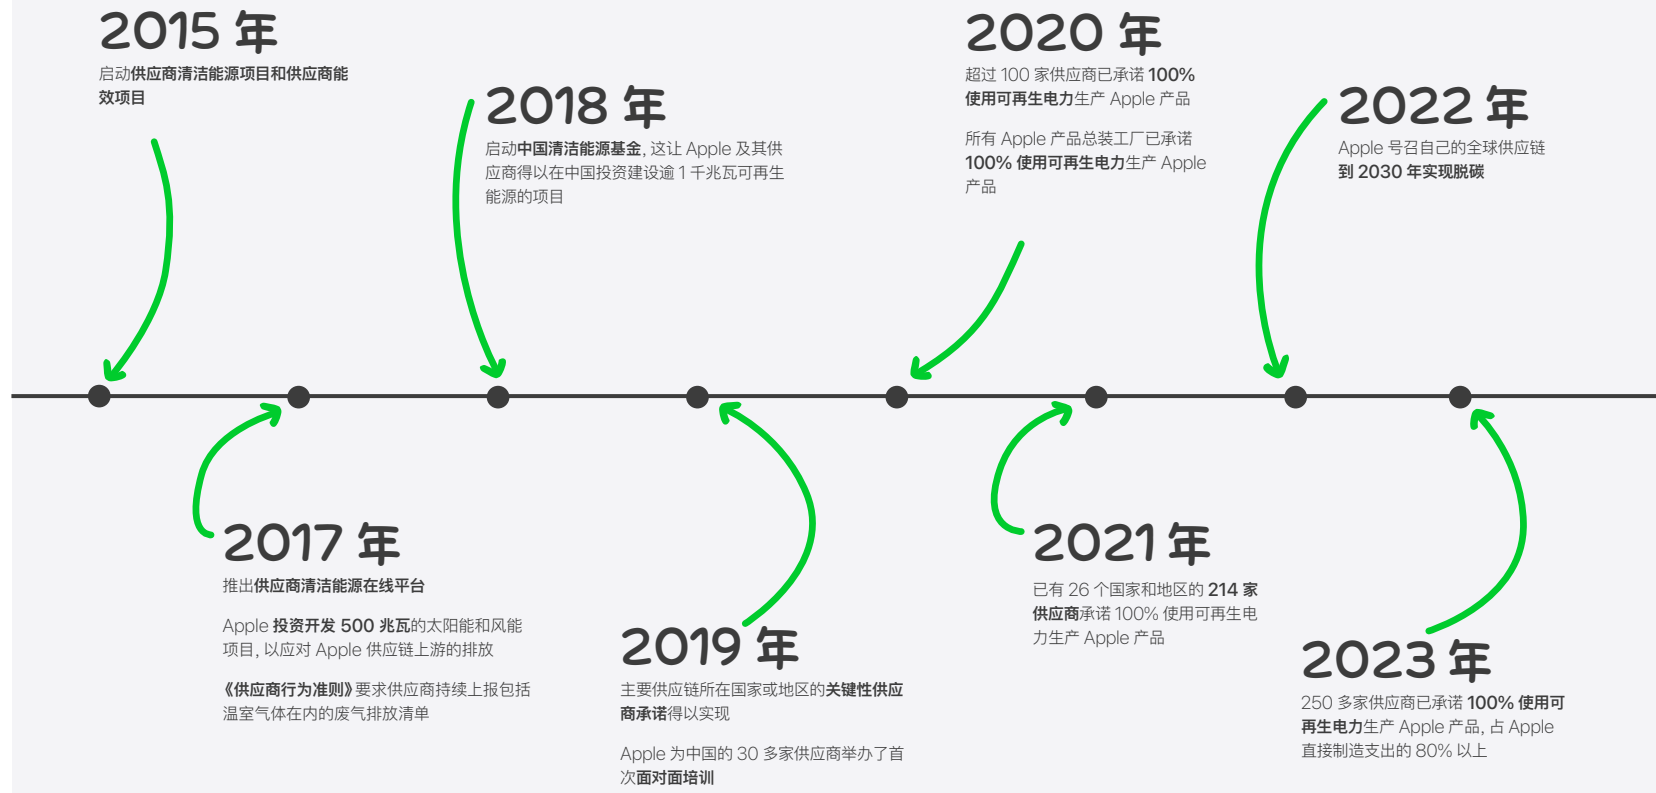 2015 年
启动供应商清洁能源项目和供应商能
效项目
2017 年
推出供应商清洁能源在线平台
Apple 投资开发 500 兆瓦的太阳能和风能
项目, 以应对 Apple 供应链上游的排放
《供应商行为准则》要求供应商持续上报包括
温室气体在内的废气排放清单
2018 年
启动中国清洁能源基金, 这让 Apple 及其供
应商得以在中国投资建设逾 1 千兆瓦可再生
能源的项目
2019 年
主要供应链所在国家或地区的关键性供应
商承诺得以实现
Apple 为中国的 30 多家供应商举办了首
次面对面培训
2020 年
超过 100 家供应商已承诺 100%
使用可再生电力生产 Apple 产品
所有 Apple 产品总装工厂已承诺
100% 使用可再生电力生产 Apple
产品
2021 年
已有 26 个国家和地区的 214 家
供应商承诺 100% 使用可再生电
力生产 Apple 产品
2022 年
Apple 号召自己的全球供应链
到 2030 年实现脱碳
2023 年
250 多家供应商已承诺 100% 使用可
再生电力生产 Apple 产品, 占 Apple
直接制造支出的 80% 以上